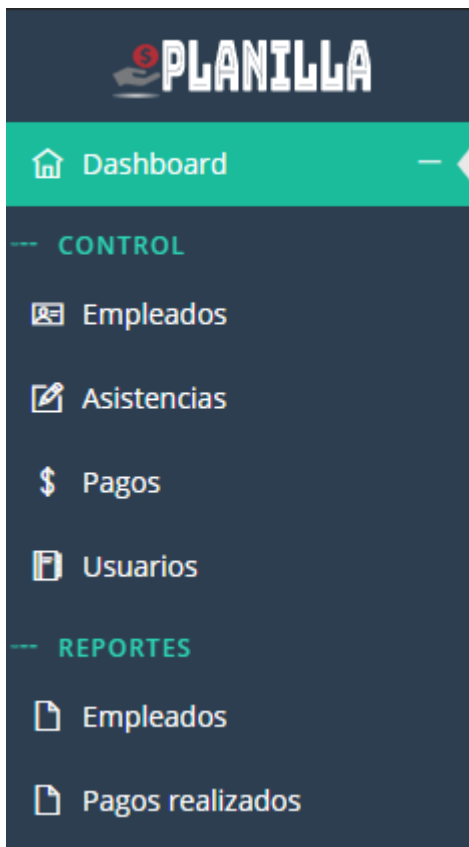 PLANILLA
Dashboard
CONTROL
Empleados
Asistencias
Pagos
Usuarios
REPORTES
Empleados
Pagos realizados